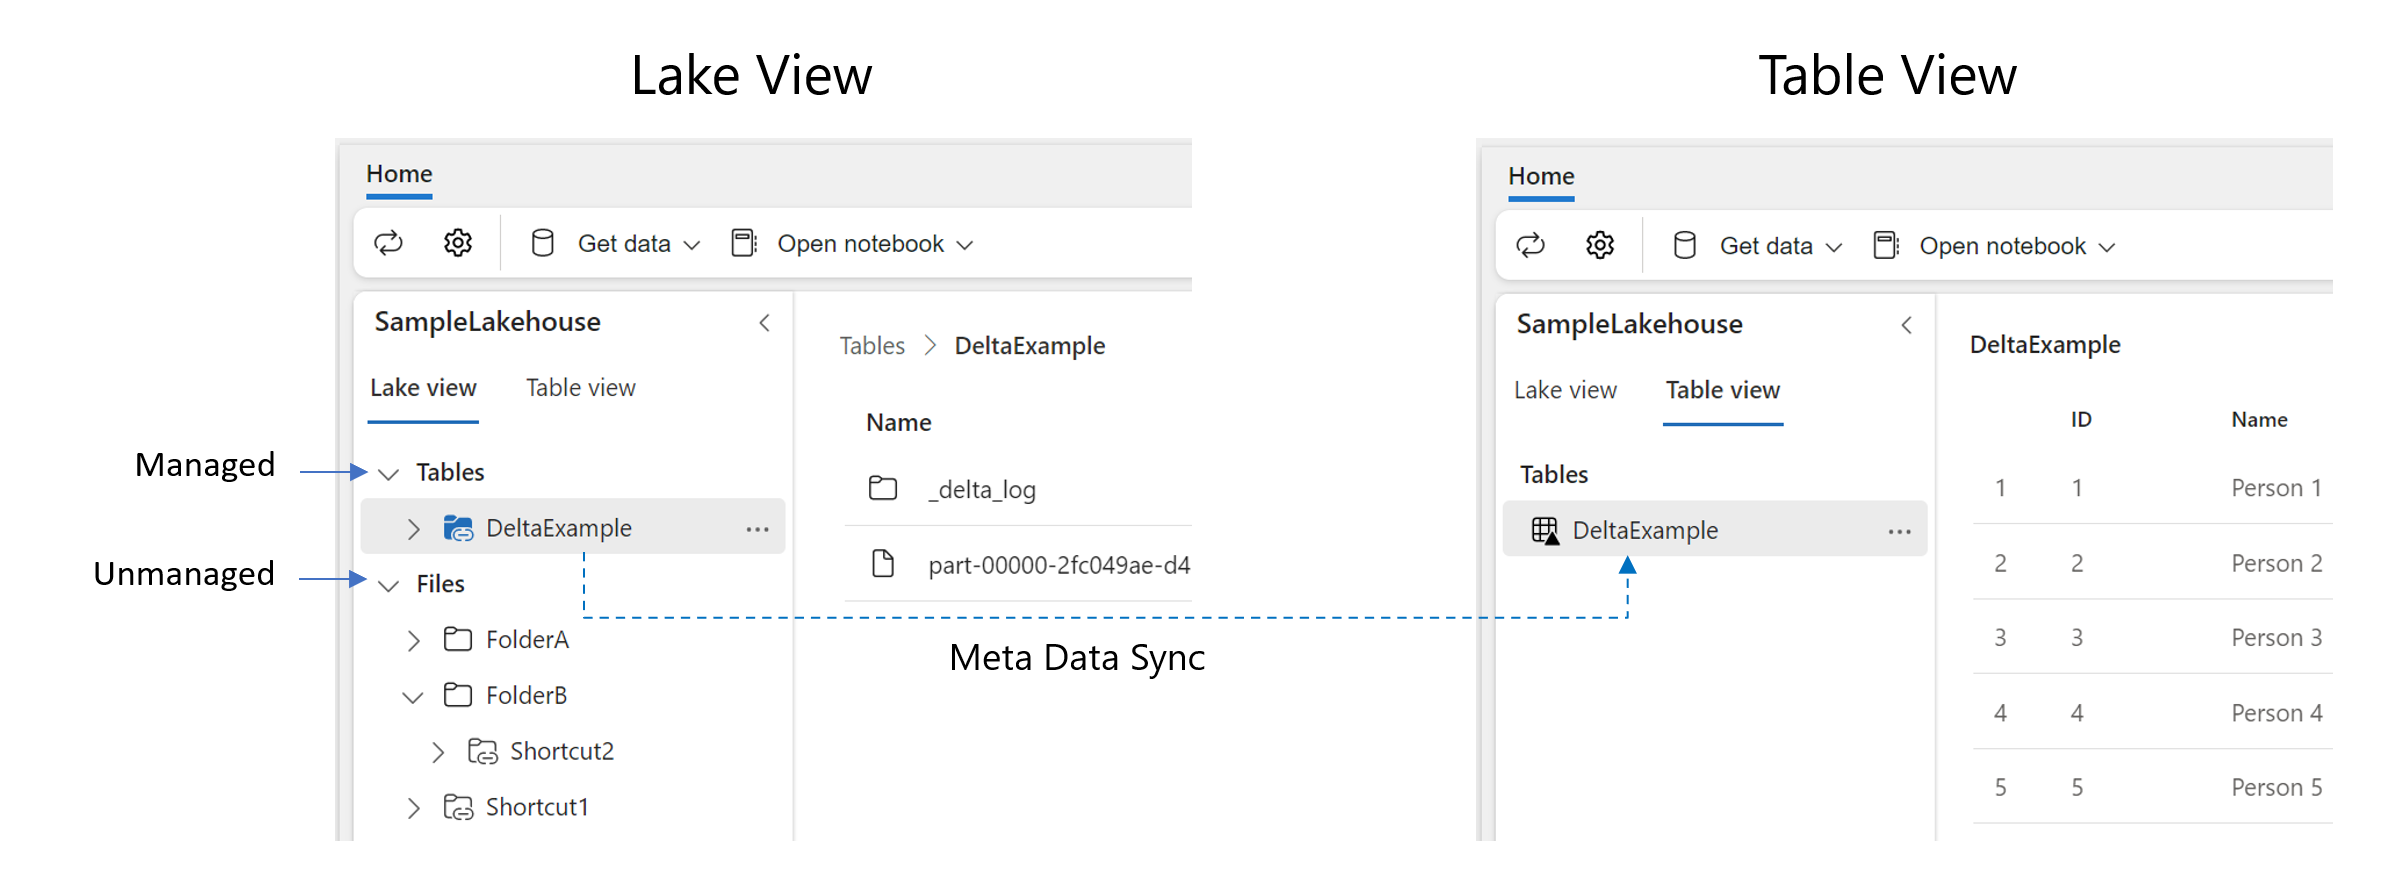 Lake View
Table View
Home
Get data
Open notebook
SampleLakehouse
Lake view Table view
Managed
Tables
DeltaExample
Unmanaged
Files
FolderA
FolderB
Shortcut2
Shortcut1
Tables DeltaExample
Name
_delta_log
part-00000-2fc049ae-d4
Meta Data Sync
Home
Get data
Open notebook
SampleLakehouse
Lake view Table view
Tables
DeltaExample
DeltaExample
ID Name
1 1 Person 1
2 2 Person 2
3 3 Person 3
4 4 Person 4
5 5 Person 5